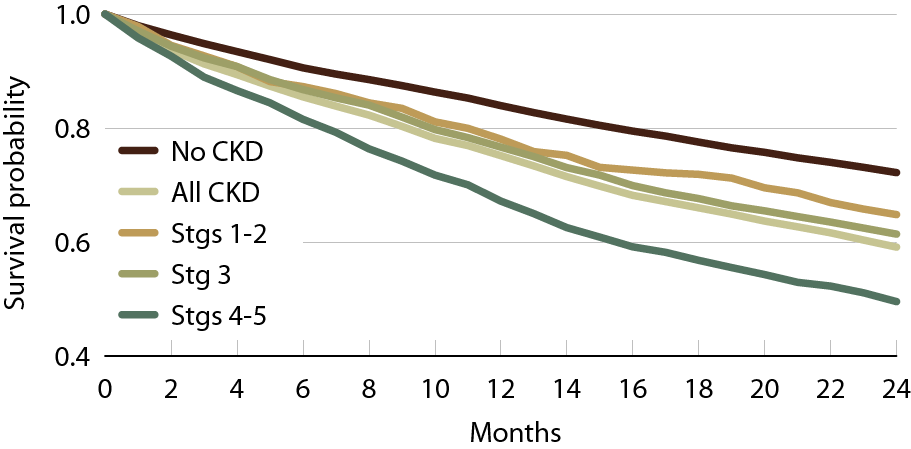 Survival probability
1.0
0.8
0.6
0.4
No CKD
All CKD
Stgs 1-2
Stg 3
Stgs 4-5
0 2 4 6 8 10 12 14 16 18 20 22 24
Months